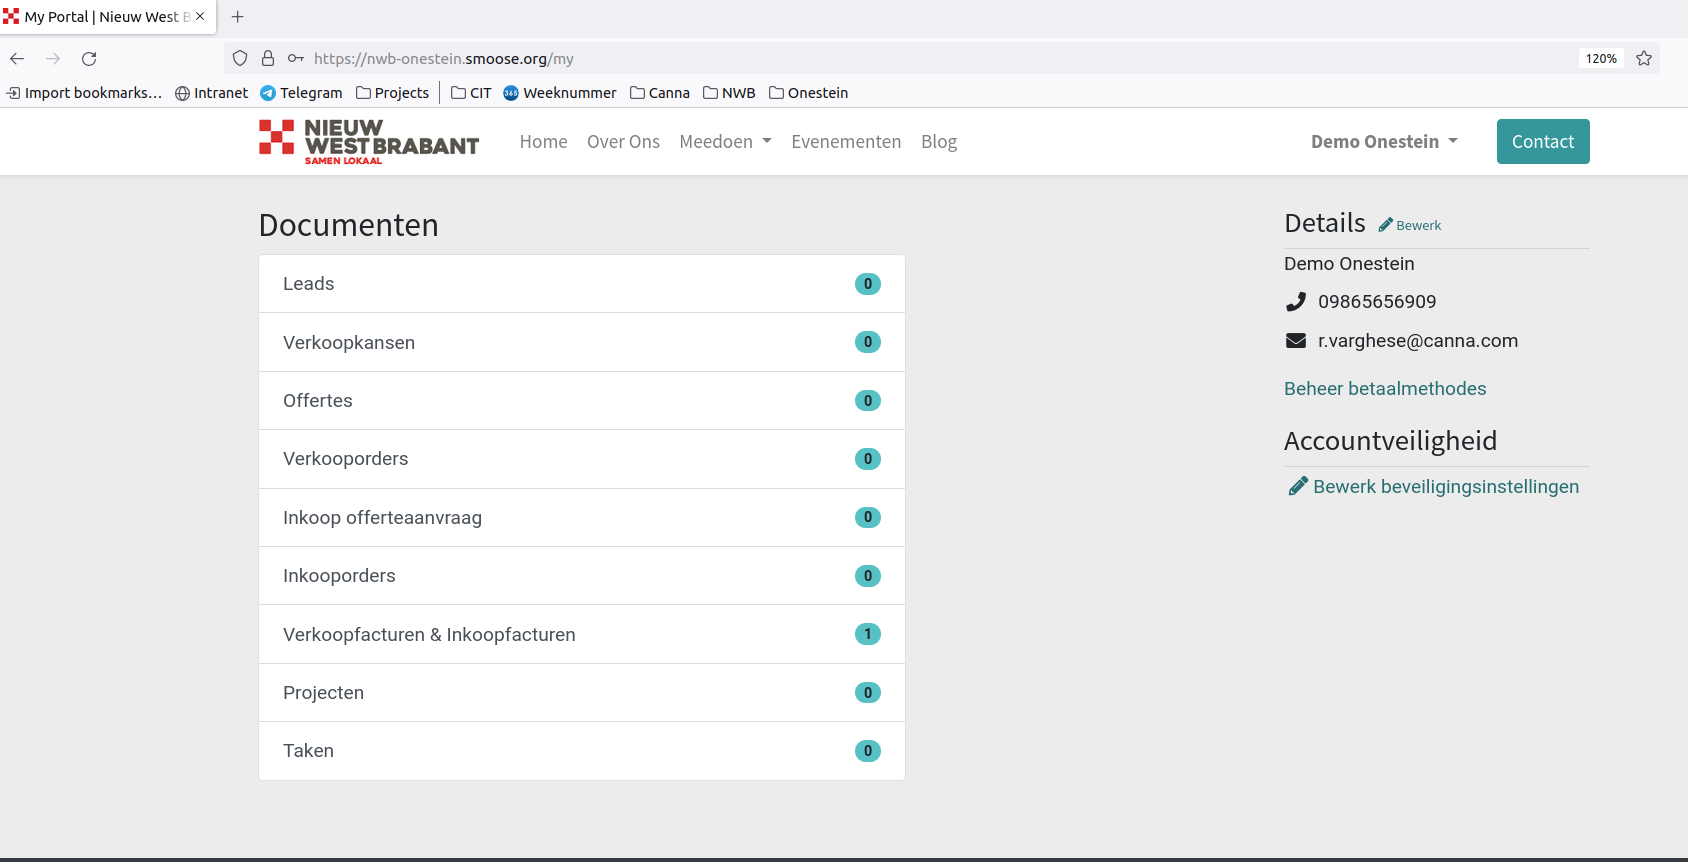 My Portal | Nieuw West B
https://nwb-onestein.smoose.org/my
120%
Import bookmarks...
Intranet
Telegram
Projects
CIT
365
Weeknummer
Canna
NWB
Onestein
NIEUW
WESTBRABANT
SAMEN LOKAAL
Home
Over Ons
Meedoen
Evenementen
Blog
Demo Onestein
Contact
Documenten
Leads 0
Verkoopkansen 0
Offertes 0
Verkooporders 0
Inkoop offerteaanvraag 0
Inkooporders 0
Verkoopfacturen & Inkoopfacturen 1
Projecten 0
Taken 0
Details
Bewerk
Demo Onestein
09865656909
r.varghese@canna.com
Beheer betaalmethodes
Accountveiligheid
Bewerk beveiligingsinstellingen